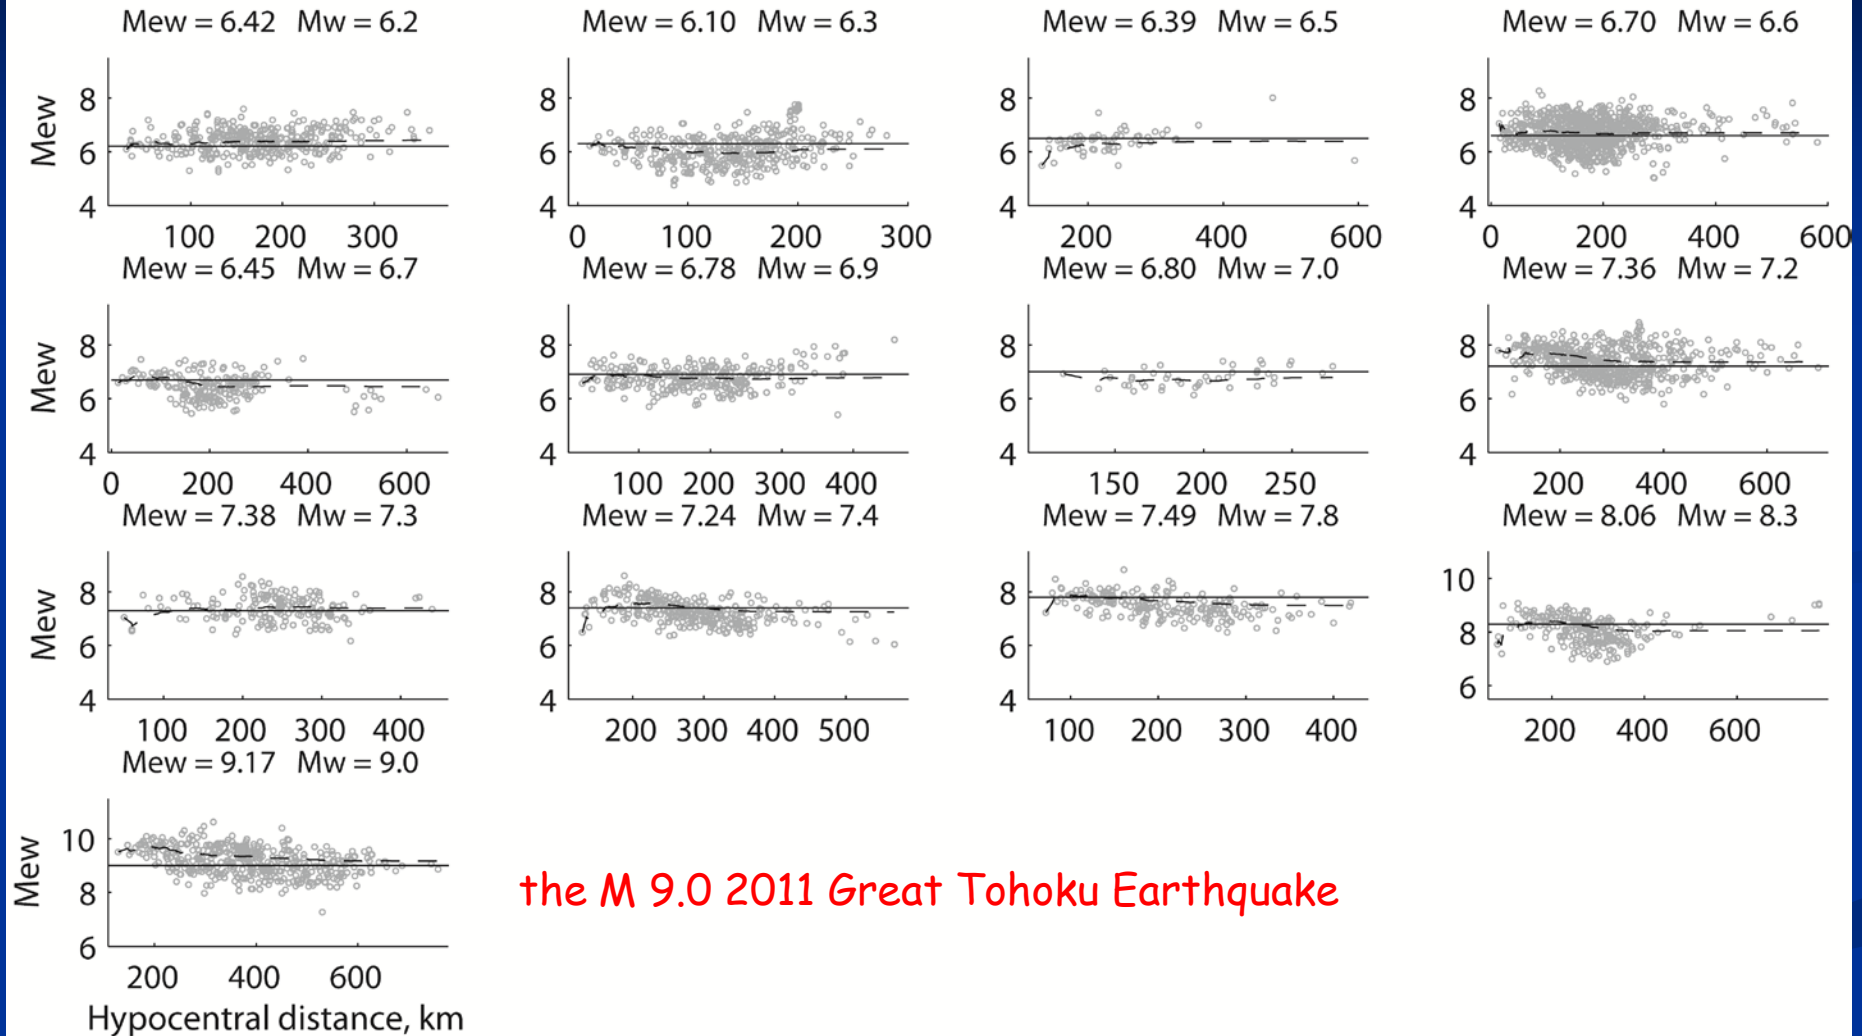 Mew = 6.42 Mw = 6.2
Mew = 6.10 Mw = 6.3
Mew = 6.39 Mw = 6.5
Mew = 6.70 Mw = 6.6
Mew
8
6
4
100 200 300
8
6
4
0 100 200 300
8
6
4
200 400 600
8
6
4
0 200 400 600
Mew = 6.45 Mw = 6.7
Mew = 6.78 Mw = 6.9
Mew = 6.80 Mw = 7.0
Mew = 7.36 Mw = 7.2
Mew
8
6
4
0 200 400 600
8
6
4
100 200 300 400
8
6
4
150 200 250
8
6
4
200 400 600
Mew = 7.38 Mw = 7.3
Mew = 7.24 Mw = 7.4
Mew = 7.49 Mw = 7.8
Mew = 8.06 Mw = 8.3
Mew
8
6
4
100 200 300 400
8
6
4
200 300 400 500
8
6
4
100 200 300 400
10
8
6
200 400 600
Mew = 9.17 Mw = 9.0
Mew
10
8
6
200 400 600
Hypocentral distance, km
the M 9.0 2011 Great Tohoku Earthquake